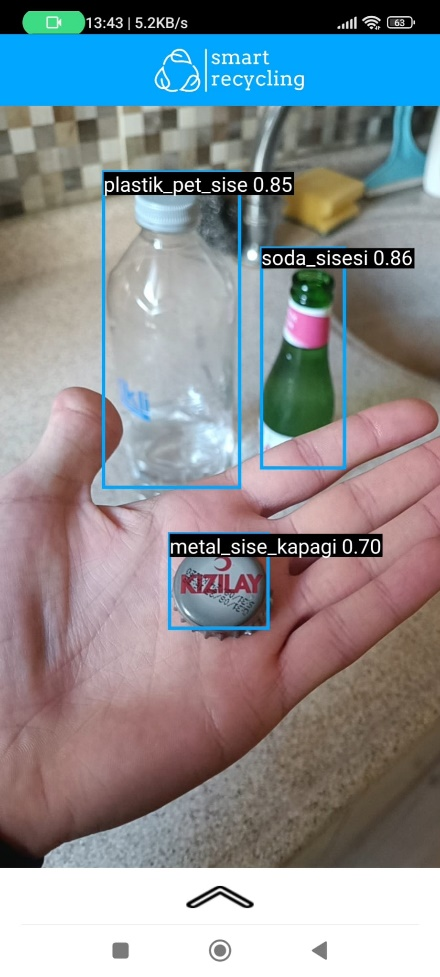 13:43 | 5.2KB/s
63
smart
recycling
plastik_pet_sise 0.85
soda_sisesi 0.86
metal_sise_kapagi 0.70
KIZILAY